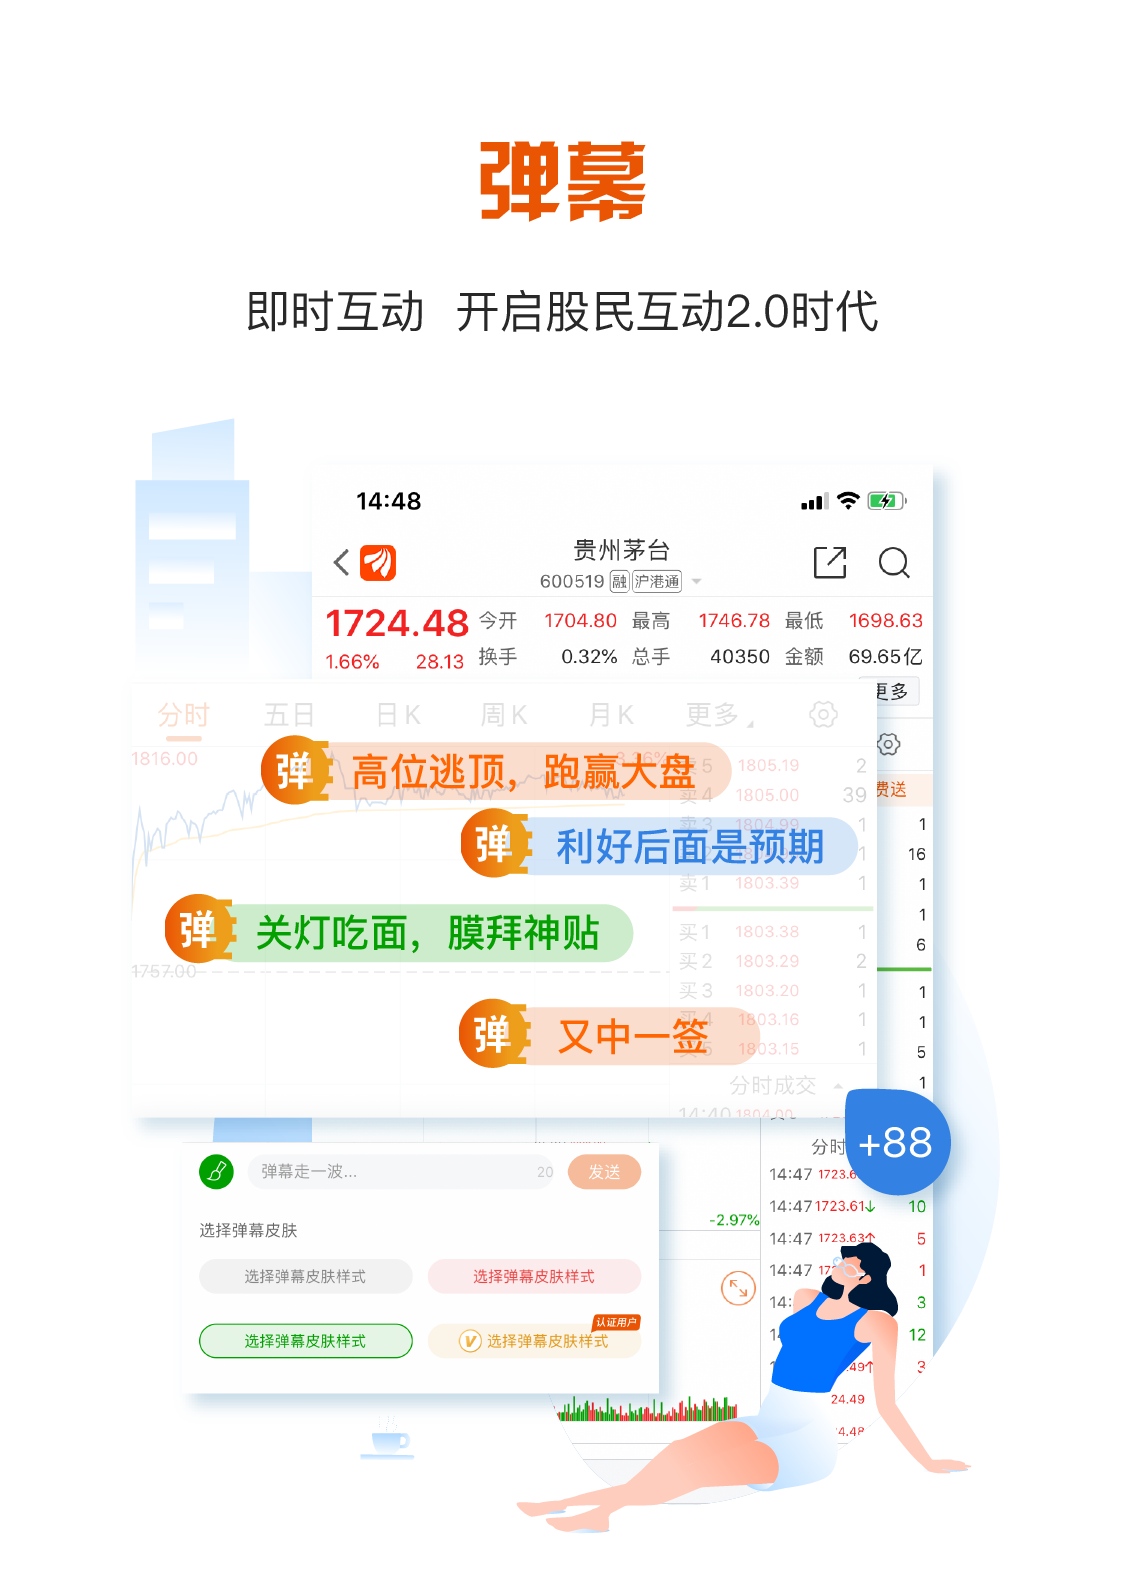 弹幕
即时互动 开启股民互动2.0时代
14:48
贵州茅台
600519 融 沪港通
1724.48 今开 1704.80 最高 1746.78 最低 1698.63
1.66% 28.13 换手 0.32% 总手 40350 金额 69.65亿
更多
分时 五日 日K 周K 月K 更多
1816.00
弹 高位逃顶，跑赢大盘
卖5 1805.19 2
卖4 1805.00 39
费送
卖3 1804.99 1
1
弹 利好后面是预期
1
16
卖1 1803.39 1
1
弹 关灯吃面，膜拜神贴
买1 1803.38 1
1
买2 1803.29 2
6
1757.00
买3 1803.20 1
1
弹 又中一签
买4 1803.16 1
1
买5 1803.15 1
5
分时成交
1
14:40 1804.00
+88
分时
弹幕走一波... 20 发送
14:47 1723.6
选择弹幕皮肤
-2.97%
14:47 1723.61↓ 10
14:47 1723.63↑ 5
选择弹幕皮肤样式 选择弹幕皮肤样式
14:47 1
14: 3
认证用户
选择弹幕皮肤样式 V 选择弹幕皮肤样式
12
.49↑ 3
24.49
4.48